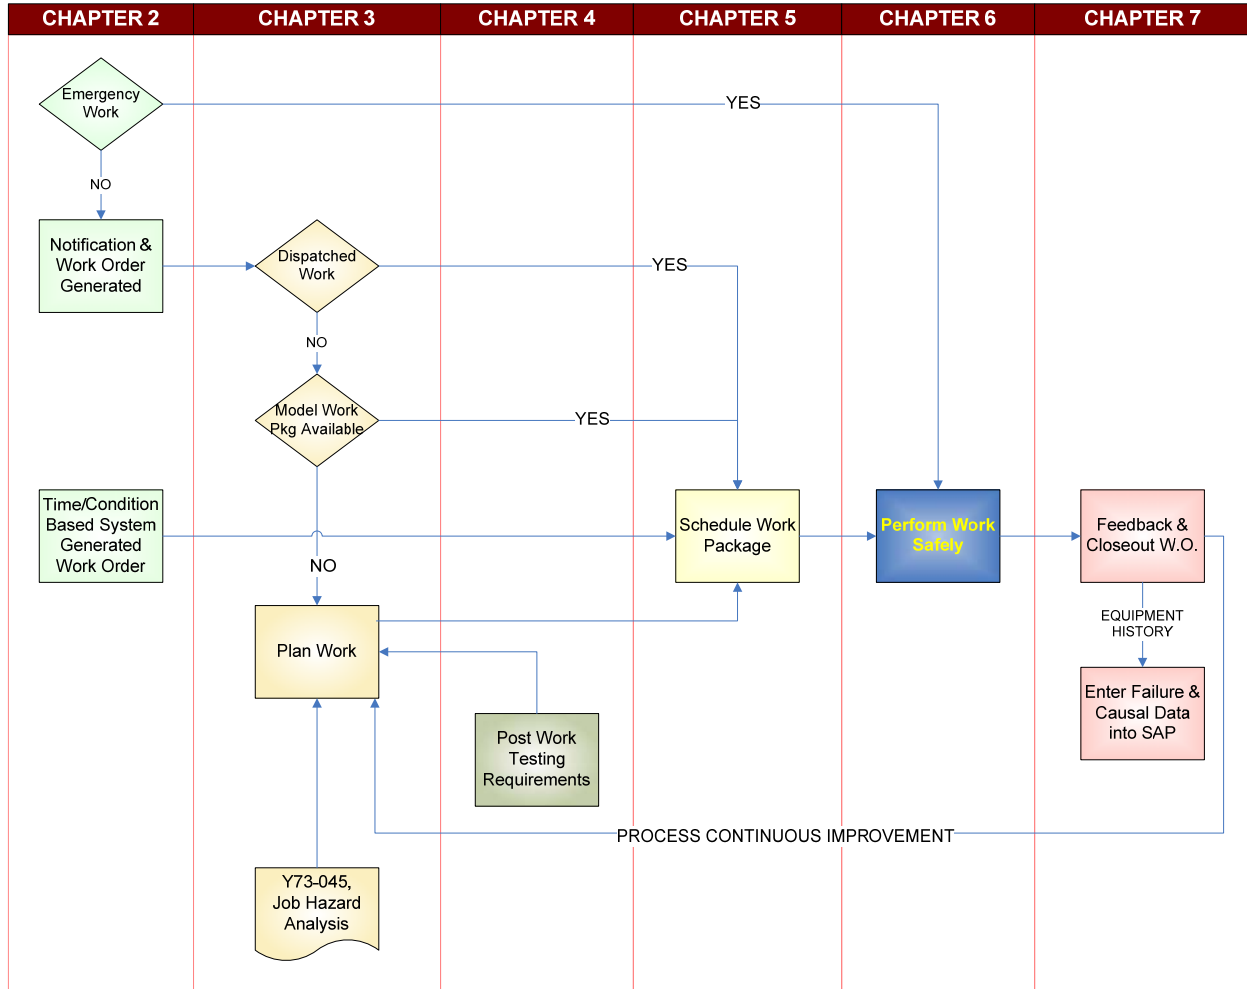 CHAPTER 2
CHAPTER 3
CHAPTER 4
CHAPTER 5
CHAPTER 6
CHAPTER 7
Emergency
Work
YES
NO
Notification &
Work Order
Generated
Dispatched
Work
YES
NO
Model Work
Pkg Available
YES
Time/Condition
Based System
Generated
Work Order
Schedule Work
Package
Perform Work
Safely
Feedback &
Closeout W.O.
NO
EQUIPMENT
HISTORY
Plan Work
Enter Failure &
Causal Data
into SAP
Post Work
Testing
Requirements
PROCESS CONTINUOUS IMPROVEMENT
Y73-045,
Job Hazard
Analysis